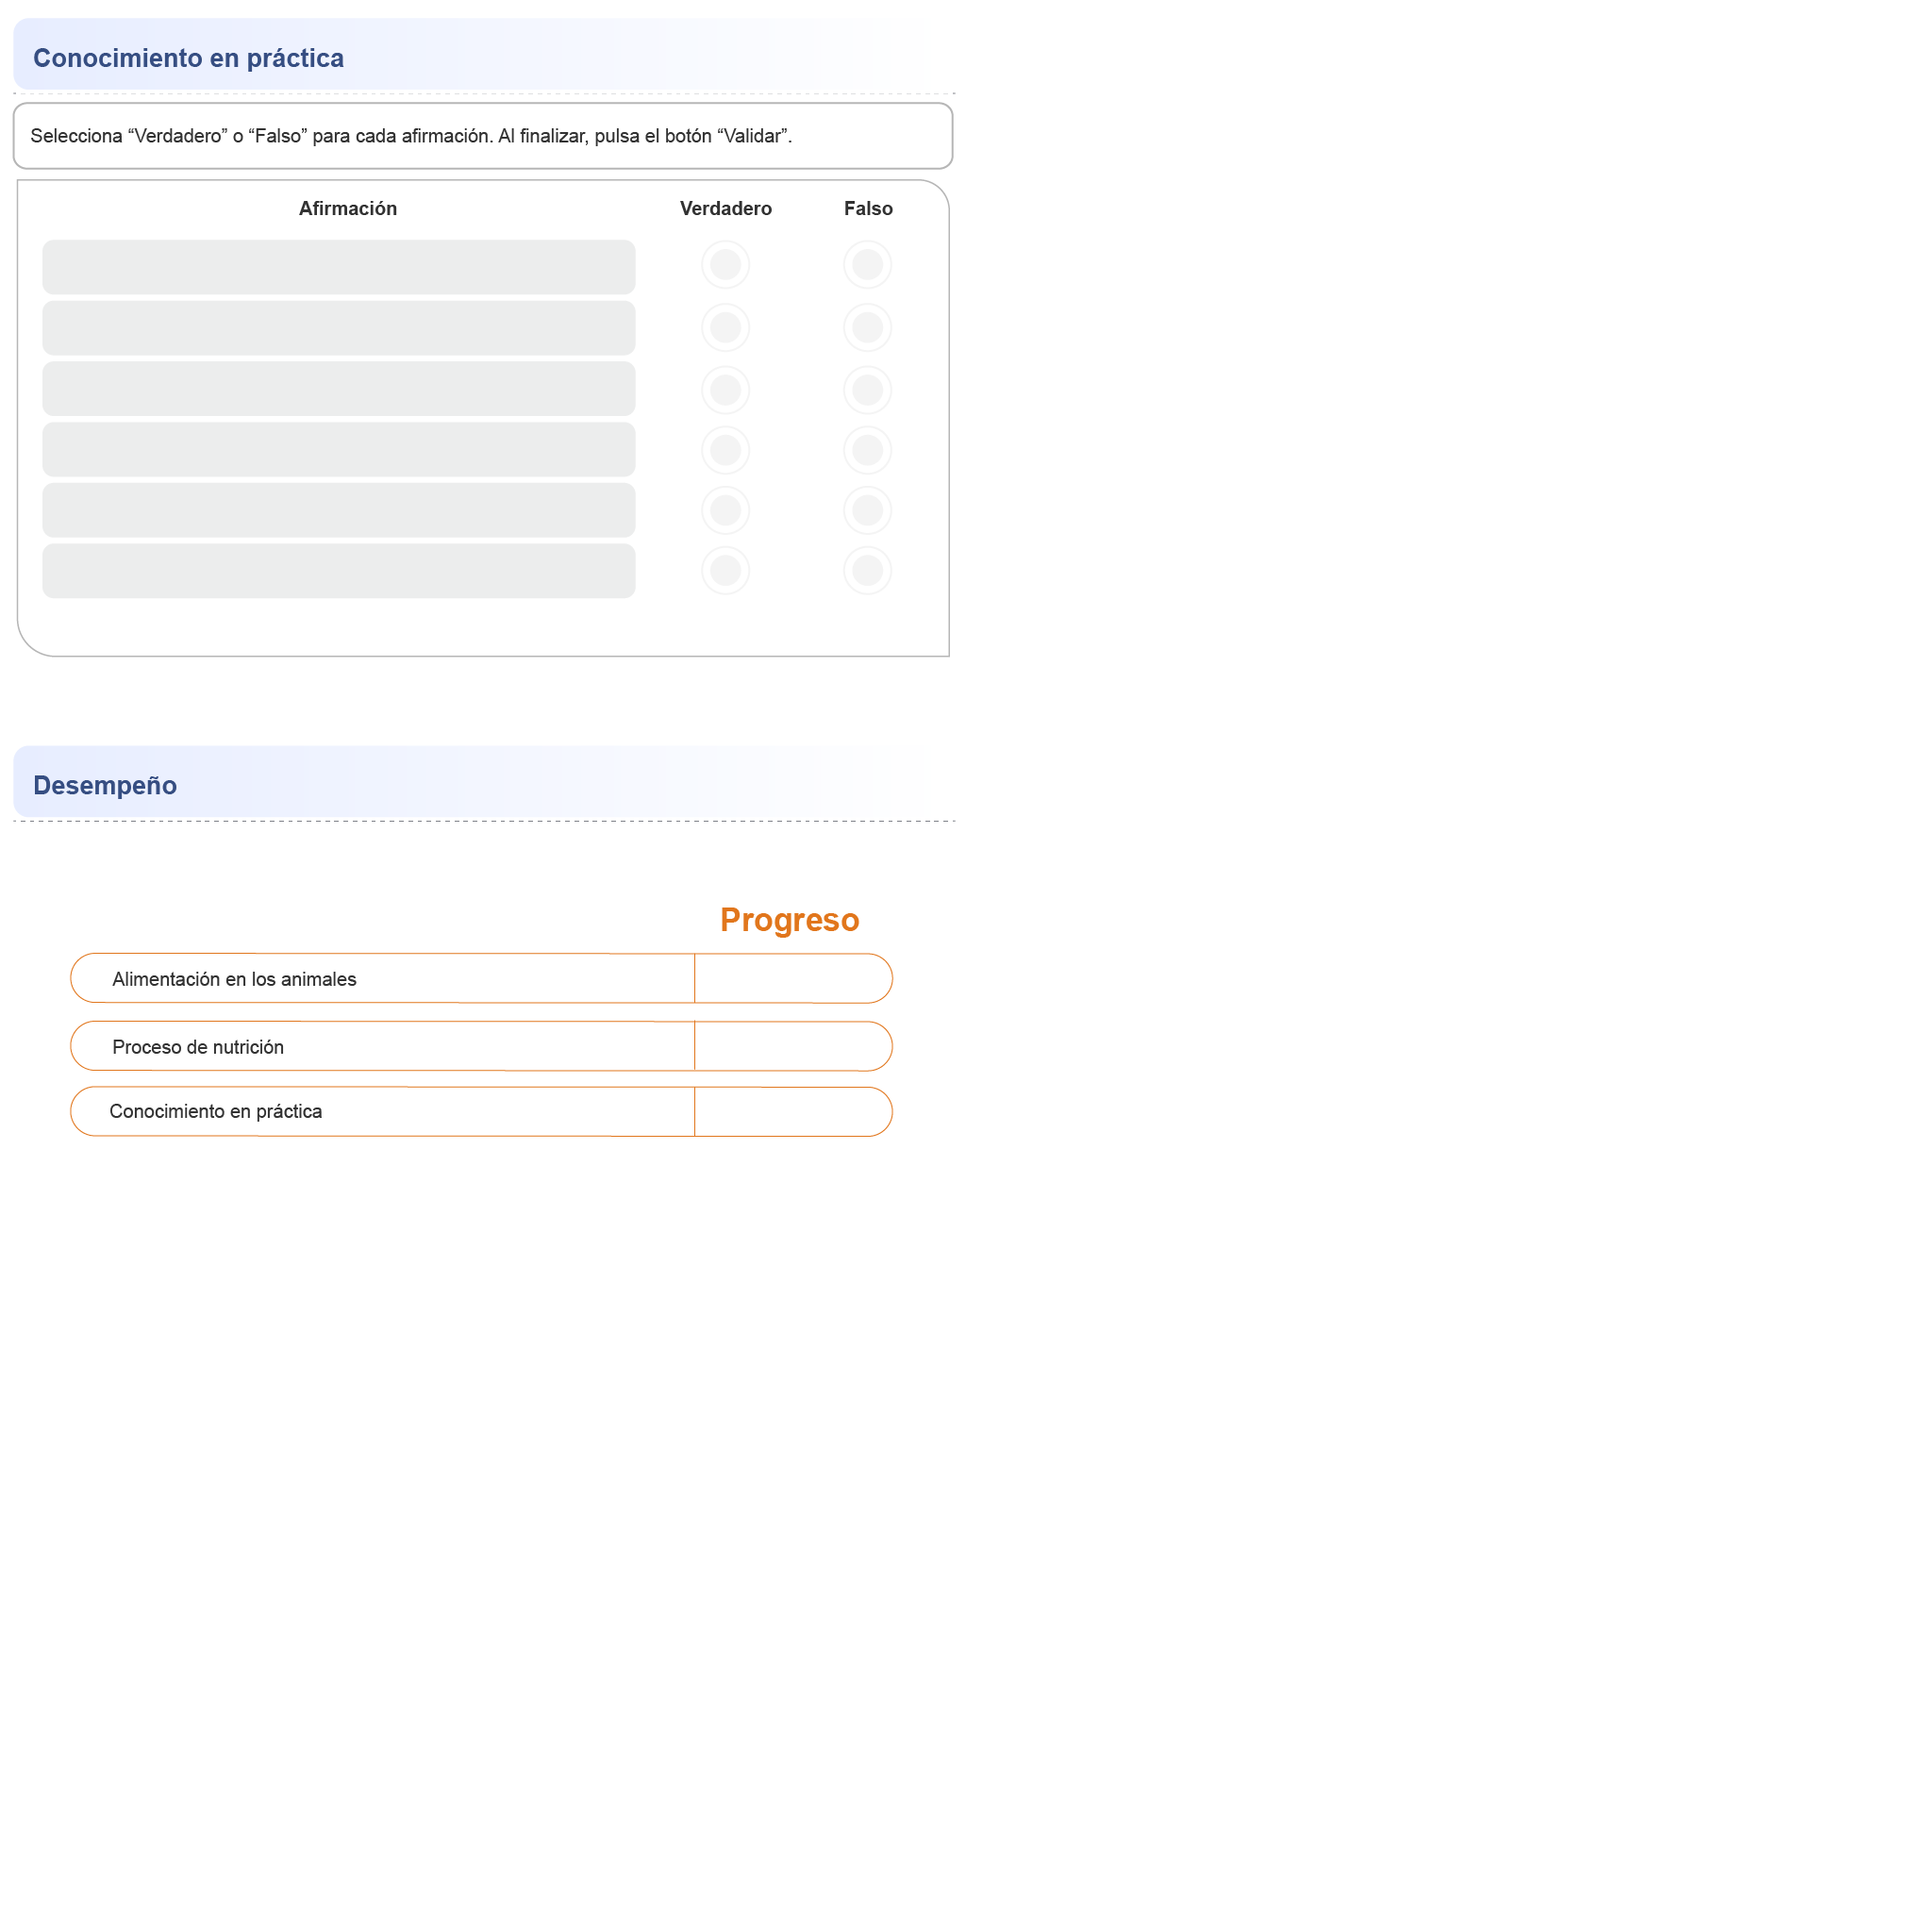 Conocimiento en práctica
Selecciona “Verdadero” o “Falso” para cada afirmación. Al finalizar, pulsa el botón “Validar”.
Afirmación Verdadero Falso
Desempeño
Progreso
Alimentación en los animales
Proceso de nutrición
Conocimiento en práctica